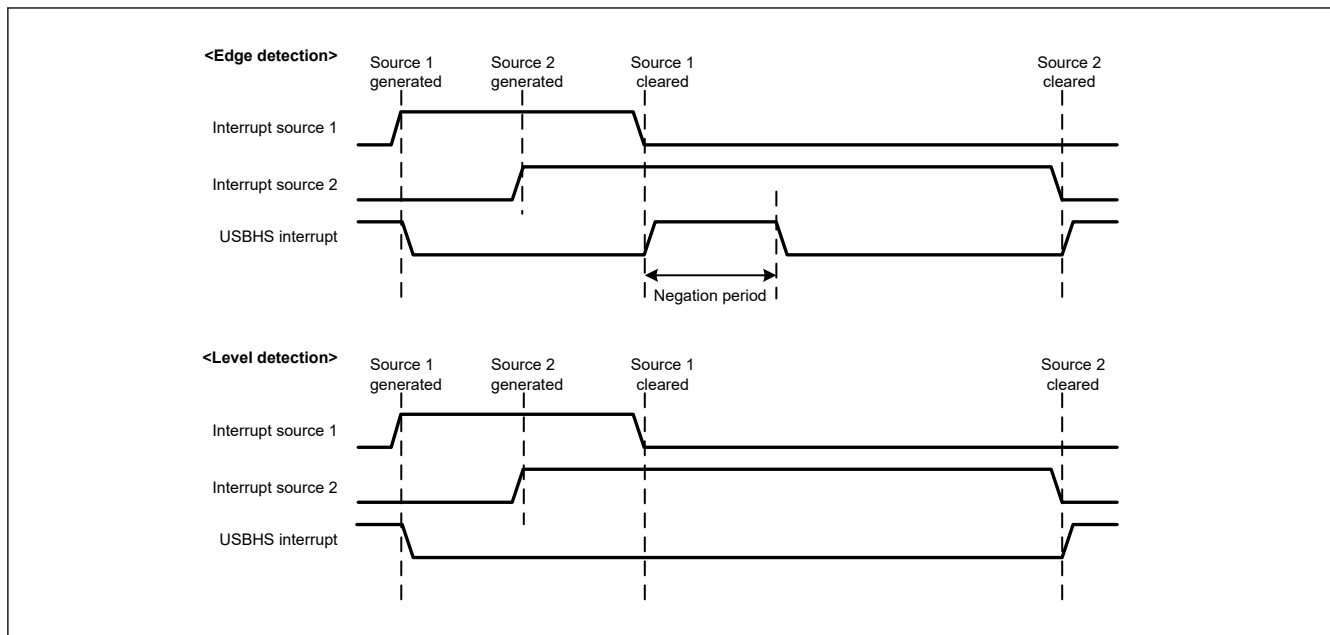 <Edge detection>
Source 1 generated
Source 2 generated
Source 1 cleared
Source 2 cleared
Interrupt source 1
Interrupt source 2
USBHS interrupt
Negation period
<Level detection>
Source 1 generated
Source 2 generated
Source 1 cleared
Source 2 cleared
Interrupt source 1
Interrupt source 2
USBHS interrupt